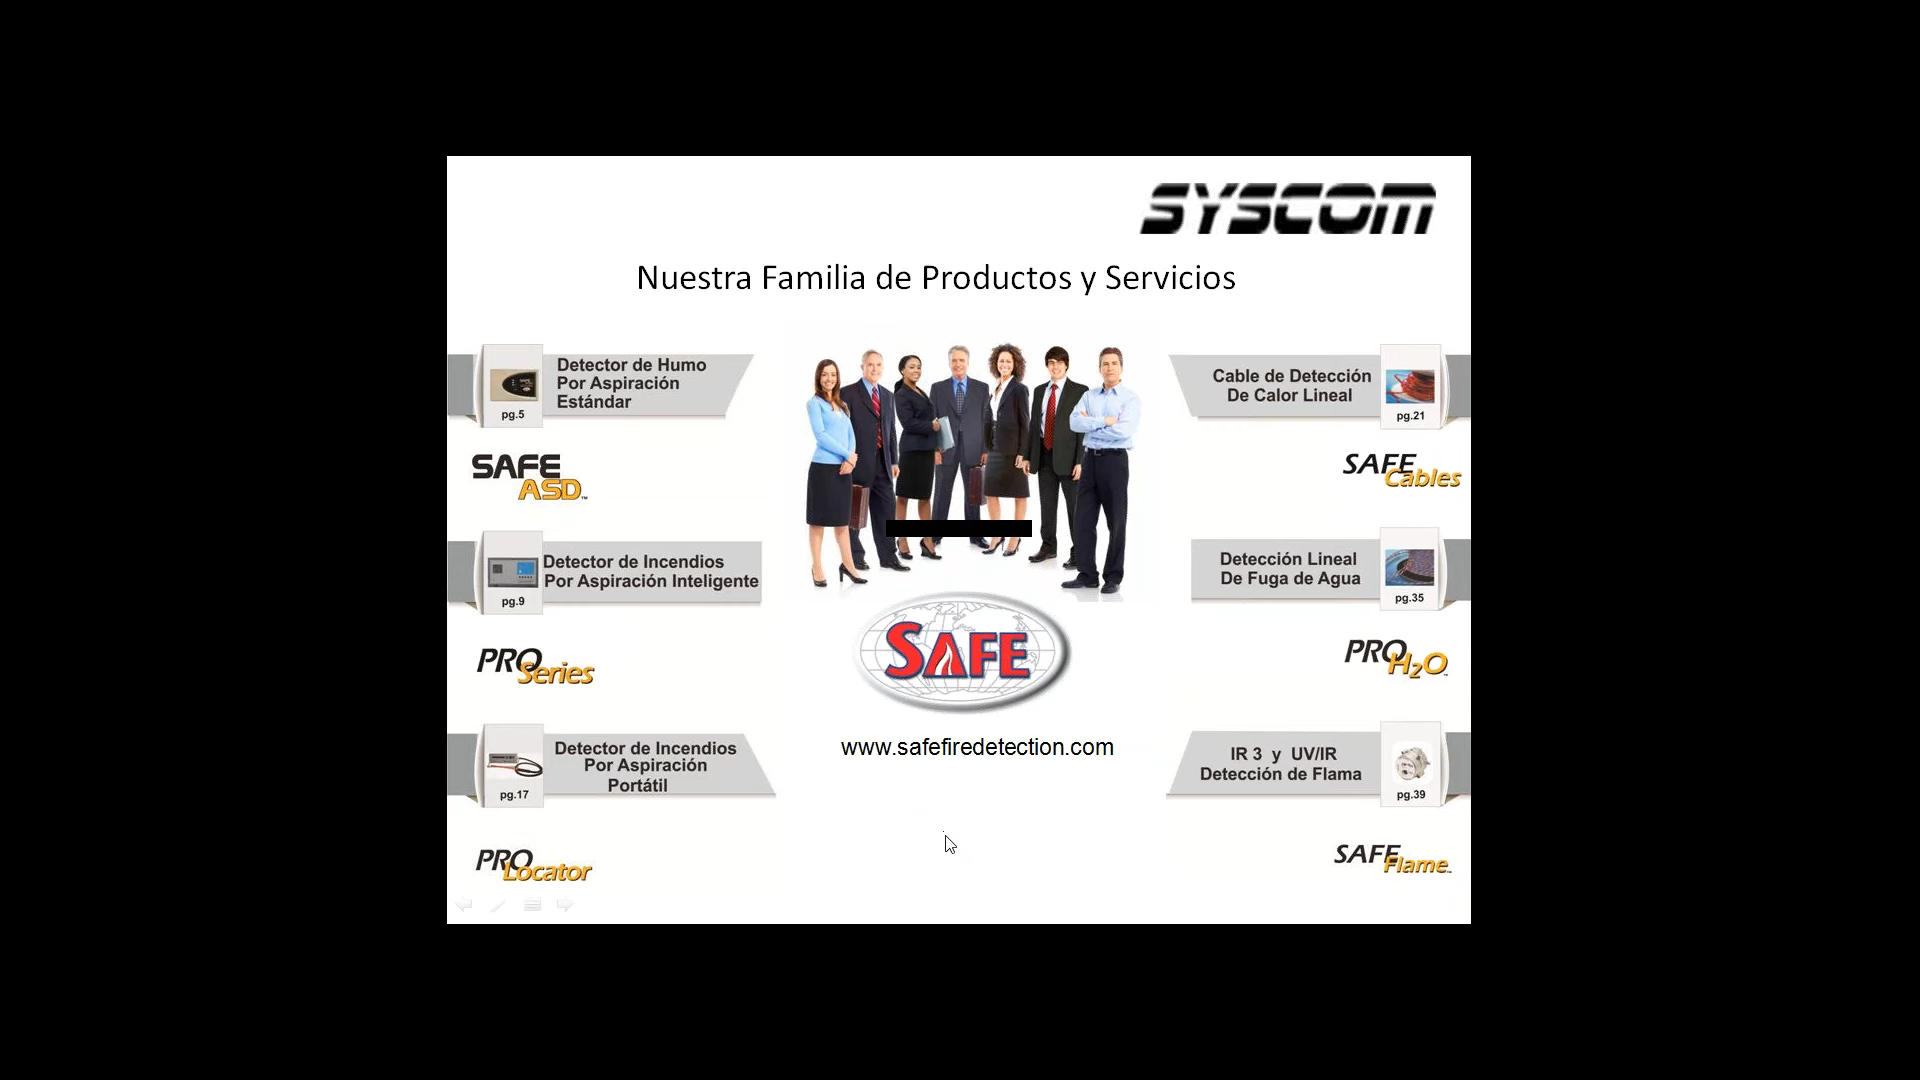 SYSCOM
Nuestra Familia de Productos y Servicios
Detector de Humo
Por Aspiración
Estándar
pg.5
SAFE
ASD™
Detector de Incendios
Por Aspiración Inteligente
pg.9
PRO
Series
Detector de Incendios
Por Aspiración
Portátil
pg.17
PRO
Locator
SAFE
www.safefiredetection.com
Cable de Detección
De Calor Lineal
pg.21
SAFE
Cables
Detección Lineal
De Fuga de Agua
pg.35
PRO
H2O™
IR 3 y UV/IR
Detección de Flama
pg.39
SAFE
Flame™